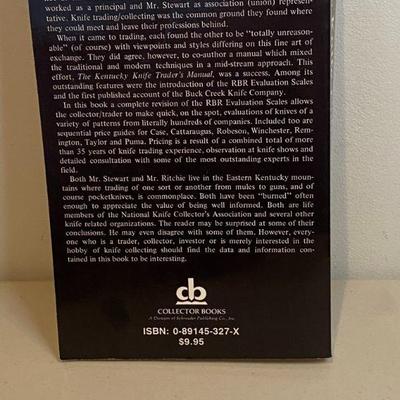 worked as a principal and Mr. Stewart as association (union) represen-
tative. Knife trading/collecting was the common ground they found where
they could meet and leave their professions behind.
When it came to trading, each found the other to be "totally unreason-
able" (of course) with viewpoints and styles differing on this fine art of
exchange. They did agree, however, to co-author a manual which mixed
the traditional and modern techniques in a mid-stream approach. This
effort, The Kentucky Knife Trader's Manual, was a success. Among its
outstanding features were the introduction of the RBR Evaluation Scales
and the first published account of the Buck Creek Knife Company.
In this book a complete revision of the RBR Evaluation Scales allows
the collector/trader to make quick, on the spot, evaluations of knives of a
variety of patterns from literally hundreds of companies. Included too are
sequential price guides for Case, Cattaraugus, Robeson, Winchester, Rem-
ington, Taylor and Puma. Pricing is a result of a combined total of more
than 35 years of knife trading experience, observation at knife shows and
detailed consultation with some of the most outstanding experts in the
field.
Both Mr. Stewart and Mr. Ritchie live in the Eastern Kentucky moun-
tains where trading of one sort or another from mules to guns, and of
course pocketknives, is commonplace. Both have been "burned" often
enough to appreciate the value of being well informed. Both are life
members of the National Knife Collector's Association and several other
knife related organizations. The reader may be surprised at some of their
conclusions. He may even disagree with some of them. However, every-
one who is a trader, collector, investor or is merely interested in the
hobby of knife collecting should find the data and information con-
tained in this book to be interesting.
cb
COLLECTOR BOOKS
A Division of Schroeder Publishing Co., Inc.
ISBN: 0-89145-327-X
$9.95